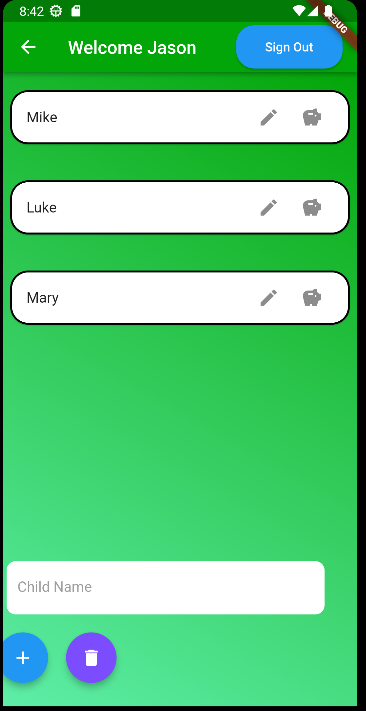 8:42
DEBUG
Welcome Jason
Sign Out
Mike
Luke
Mary
Child Name